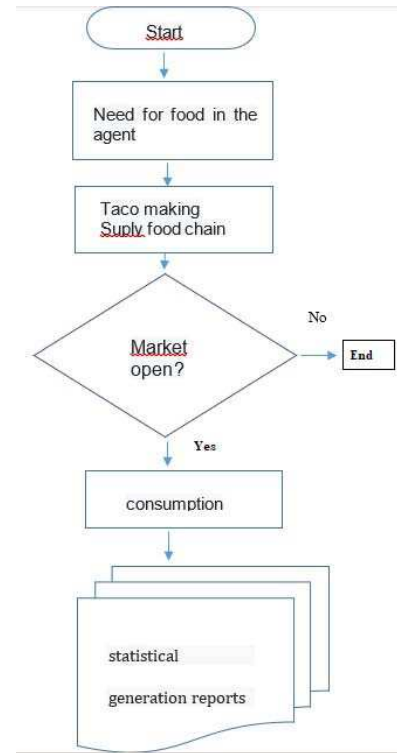 Start
Need for food in the
agent
Taco making
Suply food chain
Market
open?
No
End
Yes
consumption
statistical
generation reports